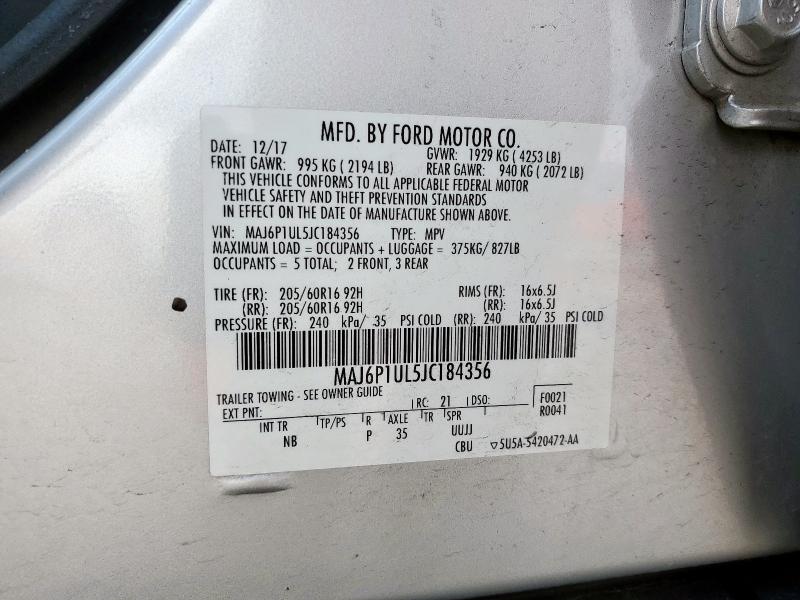 MFD. BY FORD MOTOR CO.
DATE: 12/17 GVWR: 1929 KG ( 4253 LB)
FRONT GAWR: 995 KG ( 2194 LB) REAR GAWR: 940 KG ( 2072 LB)
THIS VEHICLE CONFORMS TO ALL APPLICABLE FEDERAL MOTOR
VEHICLE SAFETY AND THEFT PREVENTION STANDARDS
IN EFFECT ON THE DATE OF MANUFACTURE SHOWN ABOVE.
VIN: MAJ6P1UL5JC184356 TYPE: MPV
MAXIMUM LOAD = OCCUPANTS + LUGGAGE = 375KG/ 827LB
OCCUPANTS = 5 TOTAL; 2 FRONT, 3 REAR
TIRE (FR): 205/60R16 92H RIMS (FR): 16x6.5J
(RR): 205/60R16 92H (RR): 16x6.5J
PRESSURE (FR): 240 kPa/ 35 PSI COLD (RR): 240 kPa/ 35 PSI COLD
MAJ6P1UL5JC184356
TRAILER TOWING - SEE OWNER GUIDE
EXT PNT: RC: 21 DSO: F0021
R0041
INT TR TP/PS R AXLE TR SPR
NB P 35 UUJJ
CBU ▽5U5A-5420472-AA